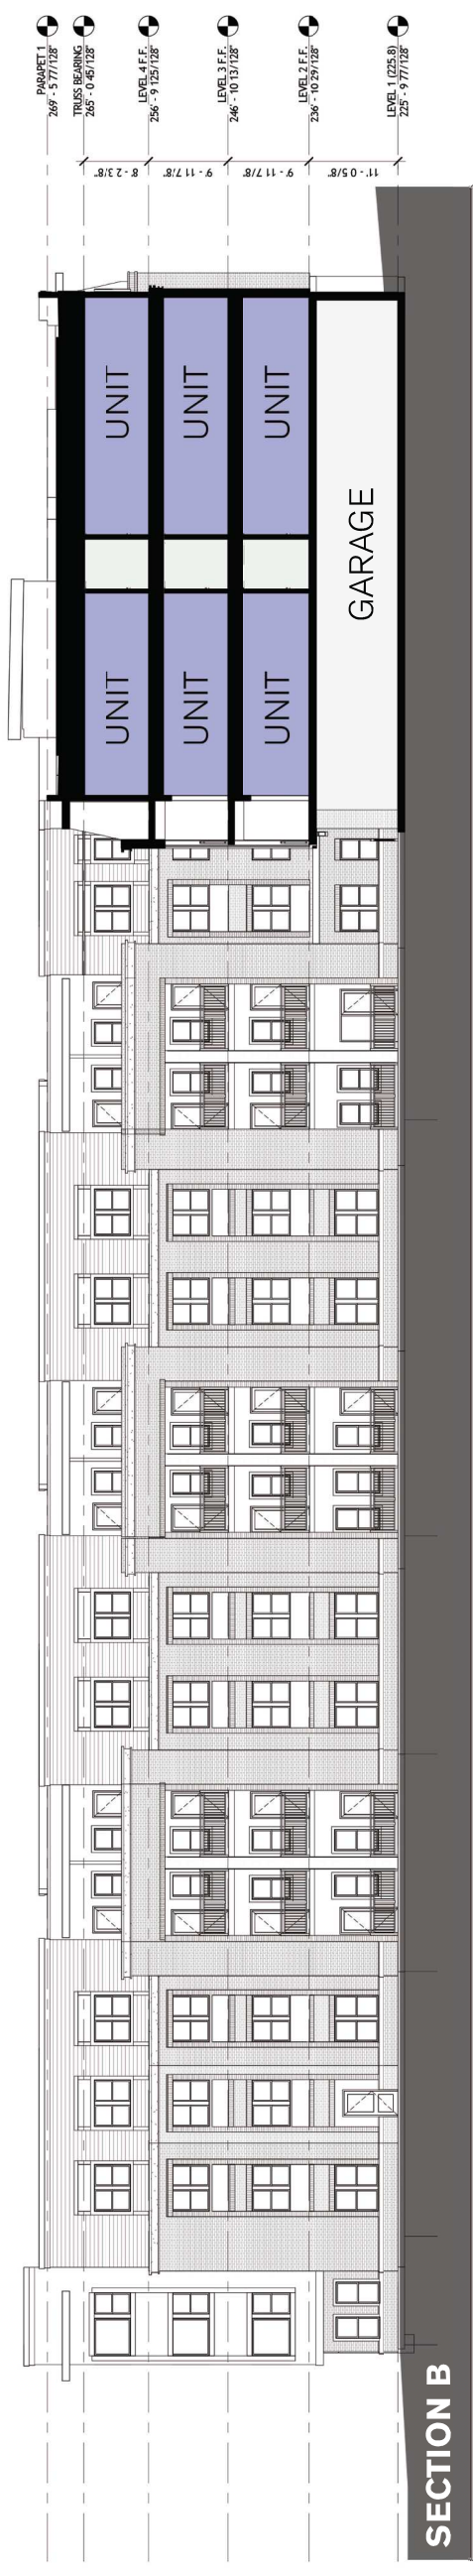 PARAPET 1
269' - 5 77/128"
TRUSS BEARING
265' - 0 45/128"
LEVEL 4 F.F.
256' - 9 125/128"
LEVEL 3 F.F.
246' - 10 13/128"
LEVEL 2 F.F.
236' - 10 29/128"
LEVEL 1 (225.8)
225' - 9 77/128"
8' - 2 3/8"
9' - 11 7/8"
9' - 11 7/8"
11' - 0 5/8"
UNIT
UNIT
UNIT
UNIT
UNIT
UNIT
GARAGE
SECTION B